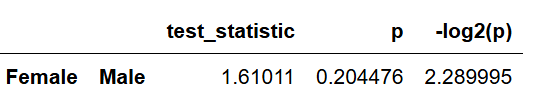 test_statistic p -log2(p)
Female Male 1.61011 0.204476 2.289995